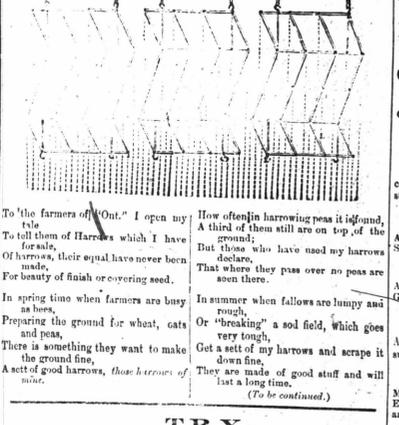 To the farmers of "Ont." I open my
tale
To tell them of Harrows which I have
for sale,
Of harrows, their equal have never been
made,
For beauty of finish or covering seed.
In spring time when farmers are busy
as bees,
Preparing the ground for wheat, oats
and peas,
There is something they want to make
the ground fine,
A sett of good harrows, those harrows of
mine.
How often in harrowing peas it is found,
A third of them still are on top of the
ground;
But those who have used my harrows
declare,
That where they pass over no peas are
seen there.
In summer when fallows are lumpy and
rough,
Or "breaking" a sod field, which goes
very tough,
Get a sett of my harrows and scrape it
down fine,
They are made of good stuff and will
last a long time.
(To be continued.)
TRY